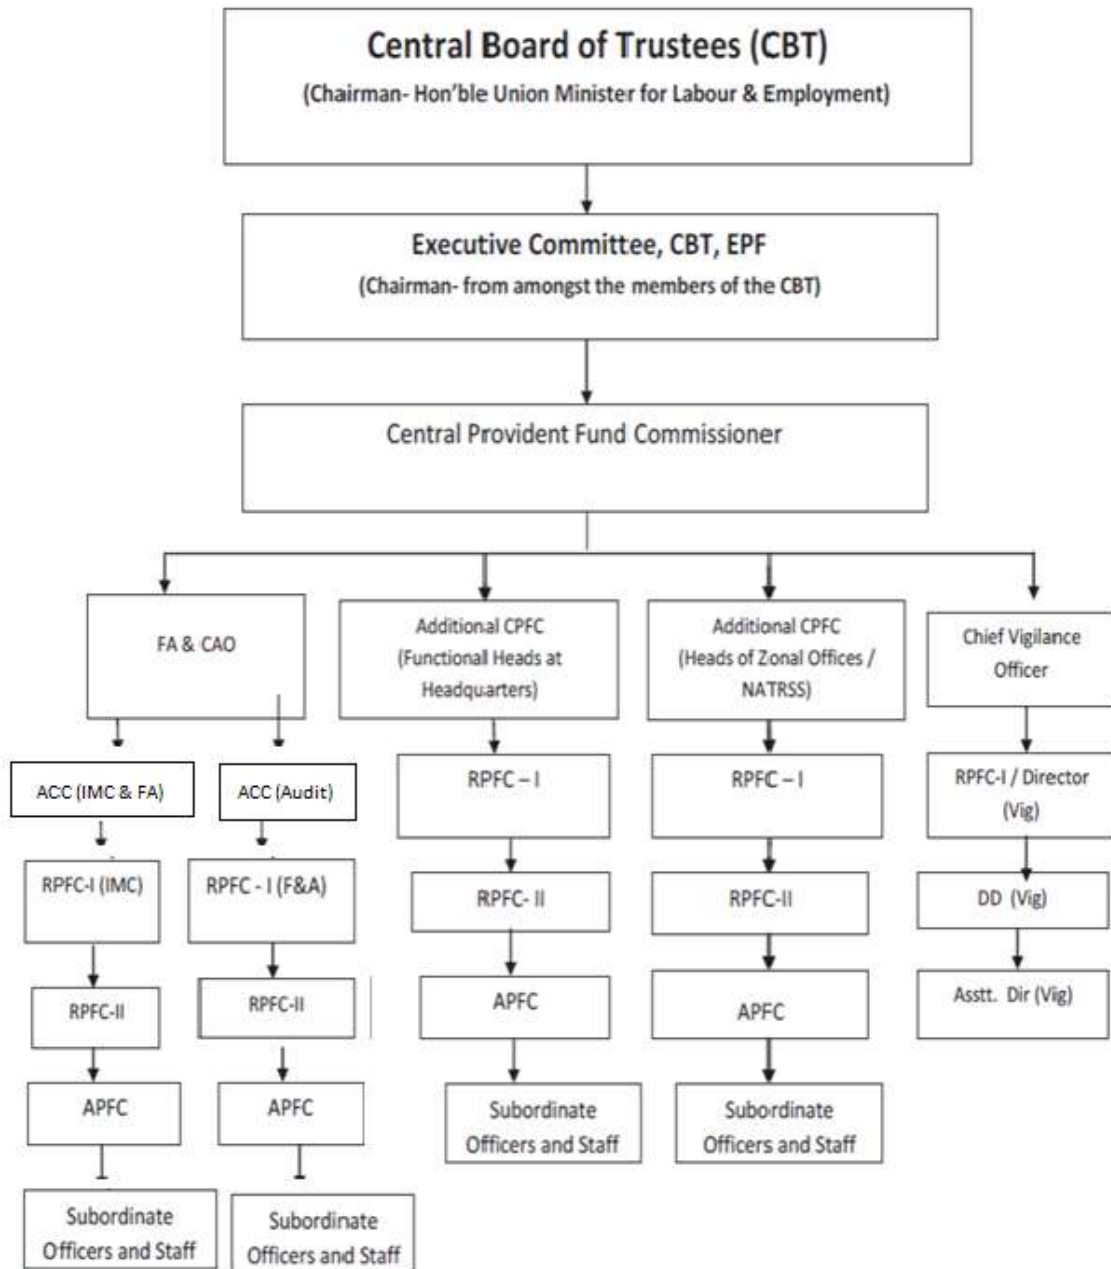 Central Board of Trustees (CBT)
(Chairman- Hon'ble Union Minister for Labour & Employment)
Executive Committee, CBT, EPF
(Chairman- from amongst the members of the CBT)
Central Provident Fund Commissioner
FA & CAO
Additional CPFC
(Functional Heads at
Headquarters)
Additional CPFC
(Heads of Zonal Offices /
NATRSS)
Chief Vigilance
Officer
ACC (IMC & FA)
ACC (Audit)
RPFC – I
RPFC – I
RPFC-I / Director
(Vig)
RPFC-I (IMC)
RPFC - I (F&A)
RPFC- II
RPFC-II
DD (Vig)
RPFC-II
RPFC-II
APFC
APFC
Asstt. Dir (Vig)
APFC
APFC
Subordinate
Officers and Staff
Subordinate
Officers and Staff
Subordinate
Officers and Staff
Subordinate
Officers and Staff